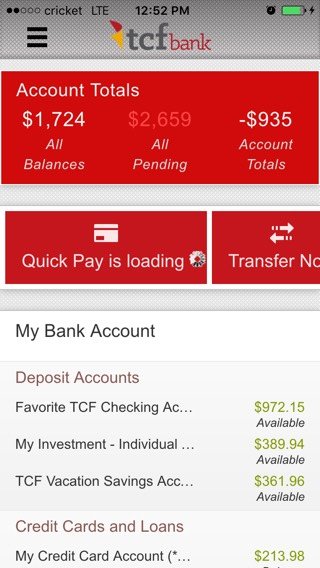 cricket LTE 12:52 PM
tcfbank
Account Totals
$1,724 $2,659 -$935
All All Account
Balances Pending Totals
Quick Pay is loading Transfer No
My Bank Account
Deposit Accounts
Favorite TCF Checking Ac... $972.15
Available
My Investment - Individual ... $389.94
Available
TCF Vacation Savings Acc... $361.96
Available
Credit Cards and Loans
My Credit Card Account (*... $213.98